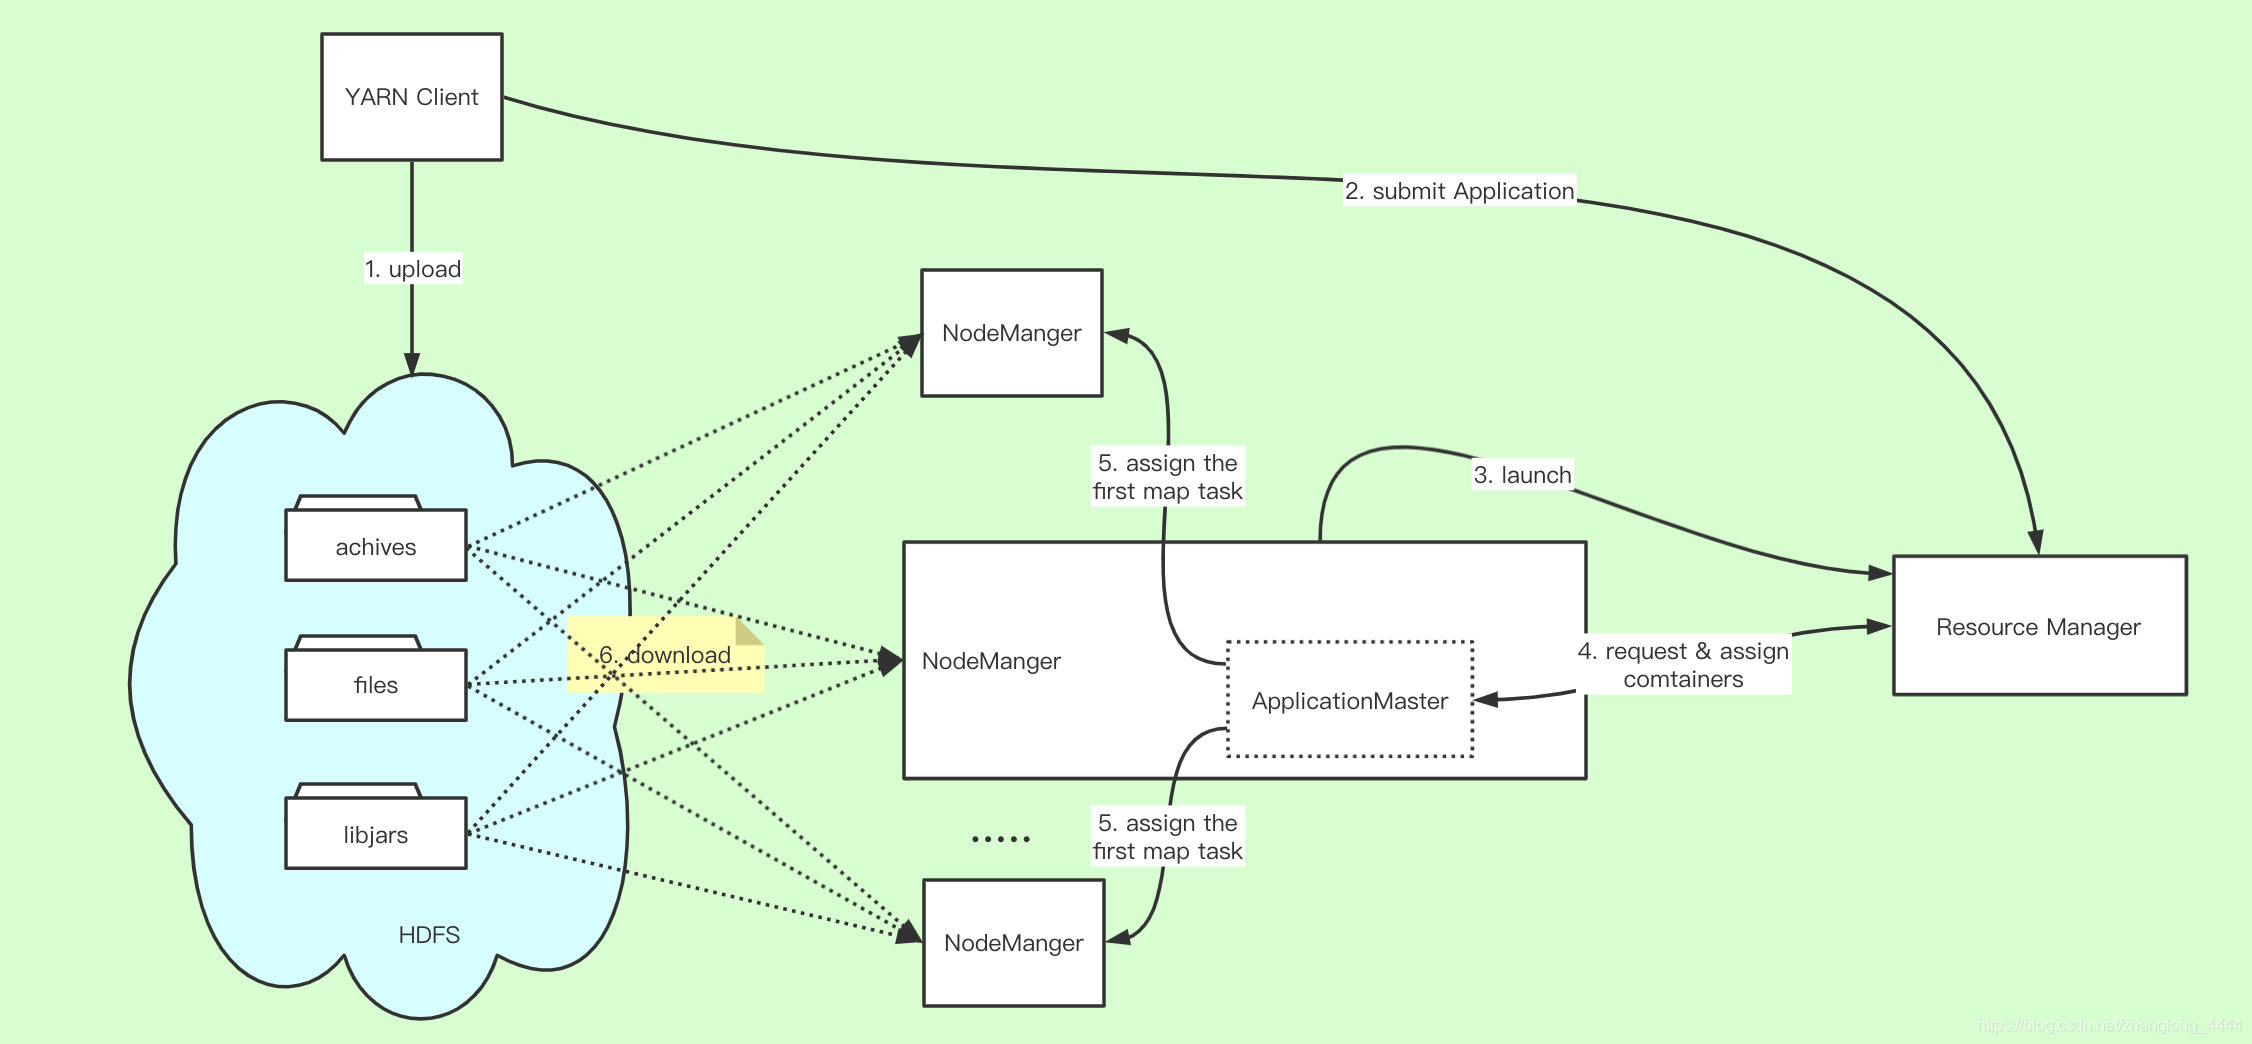 YARN Client
2. submit Application
1. upload
NodeManger
5. assign the
first map task
3. launch
achives
6. download
files
NodeManger
ApplicationMaster
4. request & assign
comtainers
Resource Manager
libjars
5. assign the
first map task
HDFS
NodeManger
https://blog.csdn.net/zhanglong_4444